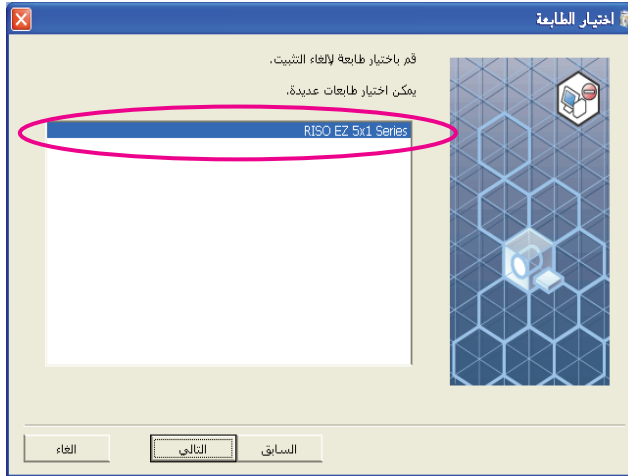 اختيار الطابعة
قم باختيار طابعة لإلغاء التثبيت.
يمكن اختيار طابعات عديدة.
RISO EZ 5x1 Series
السابق
التالي
الغاء